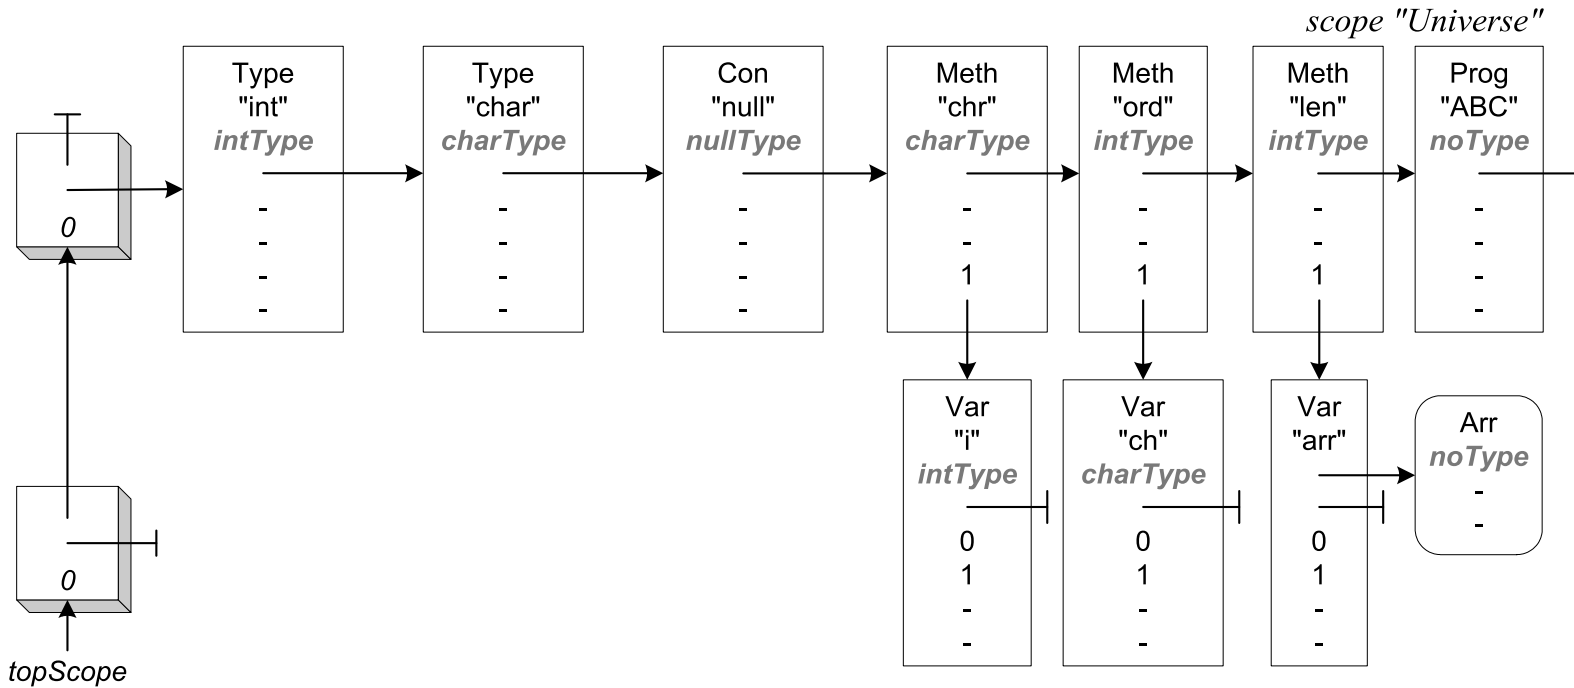 scope "Universe"
Type
"int"
intType
-
-
-
-
Type
"char"
charType
-
-
-
-
Con
"null"
nullType
-
-
-
-
Meth
"chr"
charType
-
-
1
Meth
"ord"
intType
-
-
1
Meth
"len"
intType
-
-
1
Prog
"ABC"
noType
-
-
-
-
0
Var
"i"
intType
0
1
-
-
Var
"ch"
charType
0
1
-
-
Var
"arr"
0
1
-
-
Arr
noType
-
-
0
topScope